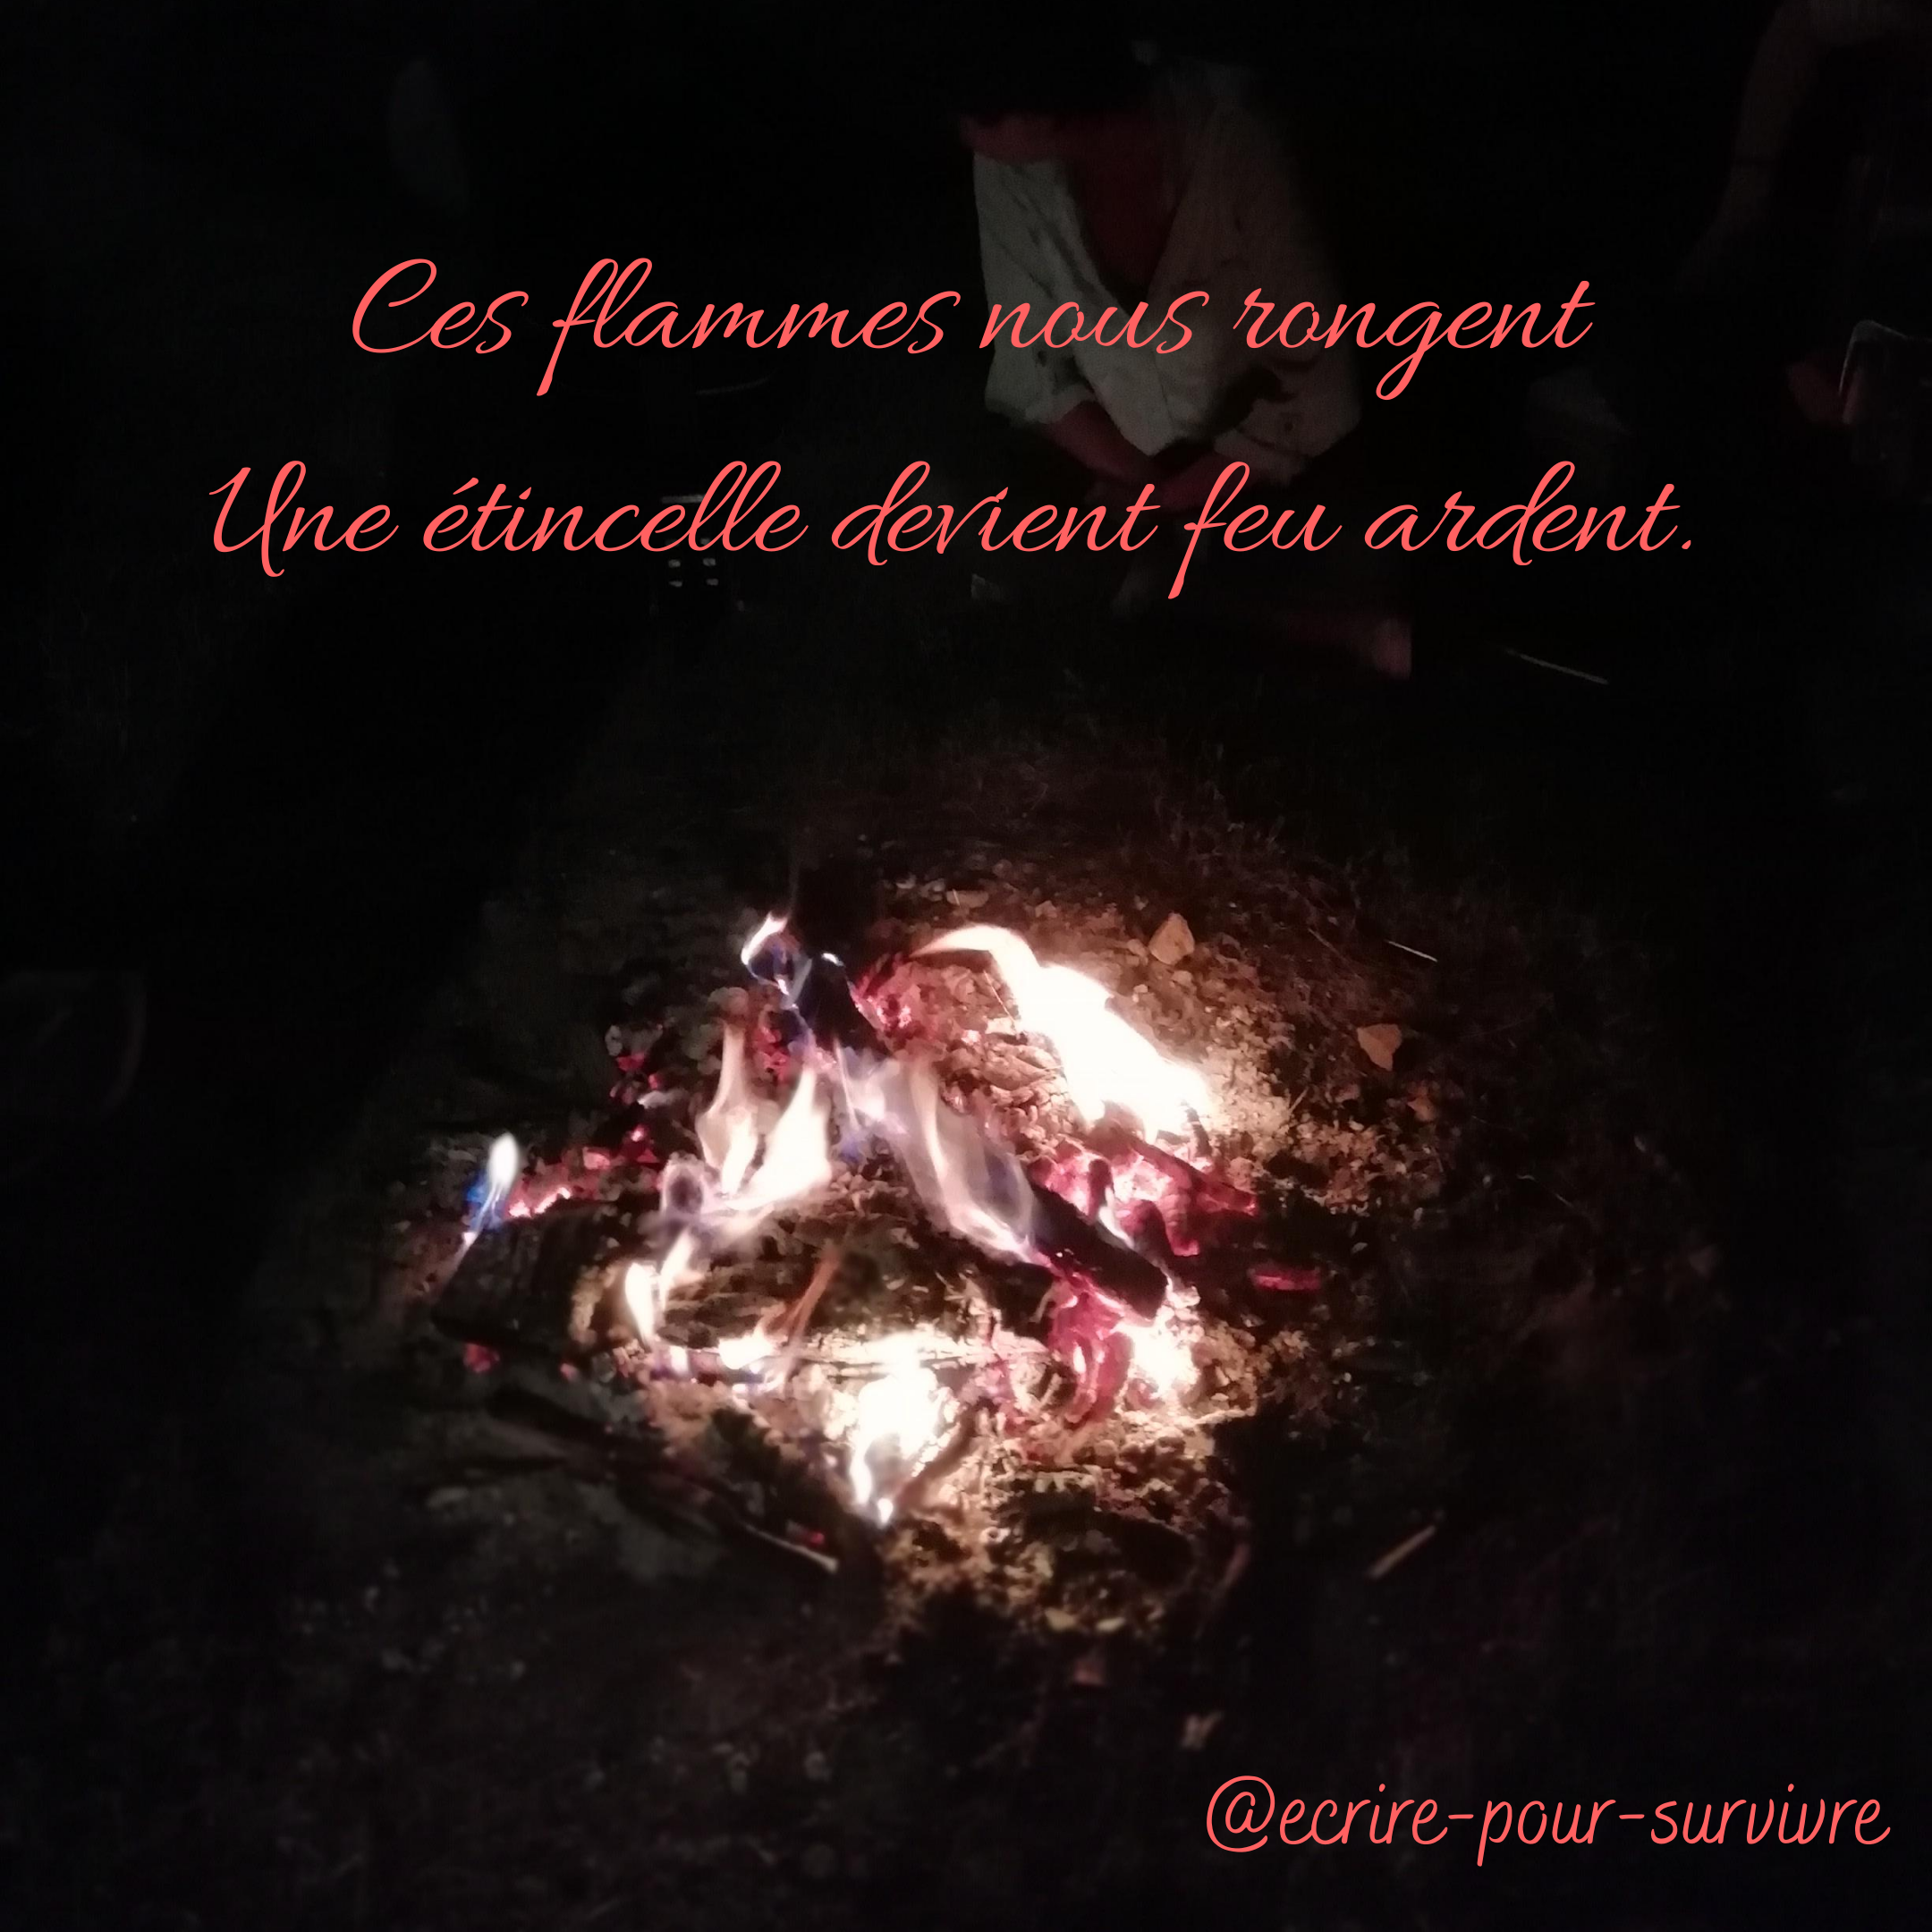 Ces flammes nous rongent
Une étincelle devient feu ardent.
@ecrire-pour-survivre